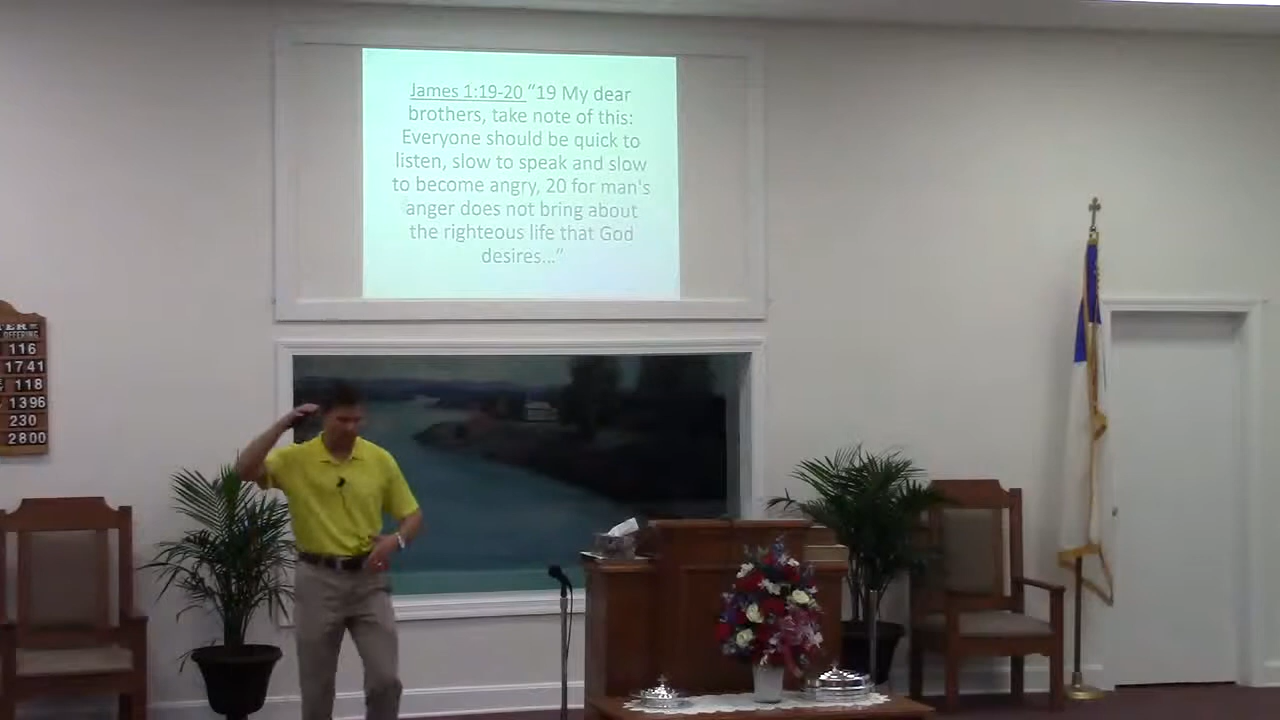 James 1:19-20 “19 My dear
brothers, take note of this:
Everyone should be quick to
listen, slow to speak and slow
to become angry, 20 for man's
anger does not bring about
the righteous life that God
desires...”
OFFERING
116
1741
118
1396
230
2800